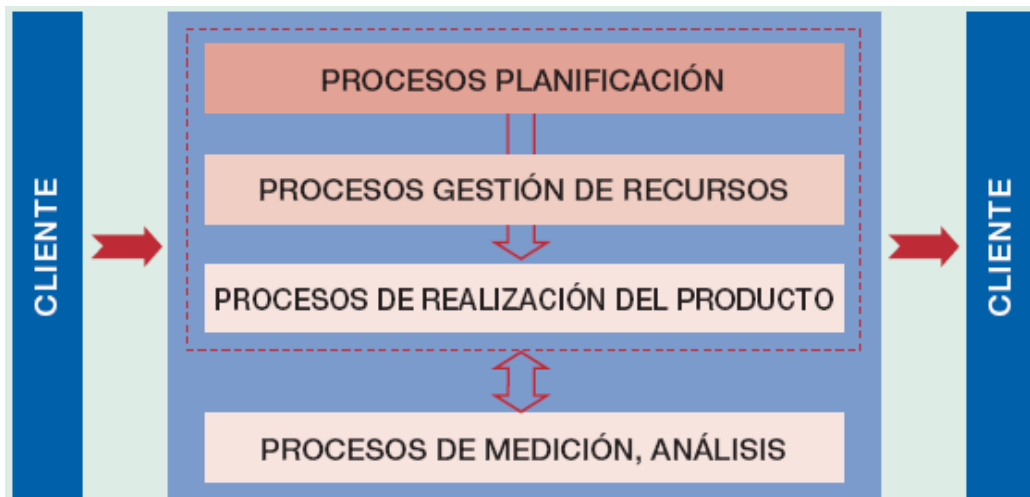 CLIENTE
PROCESOS PLANIFICACIÓN
PROCESOS GESTIÓN DE RECURSOS
PROCESOS DE REALIZACIÓN DEL PRODUCTO
PROCESOS DE MEDICIÓN, ANÁLISIS
CLIENTE